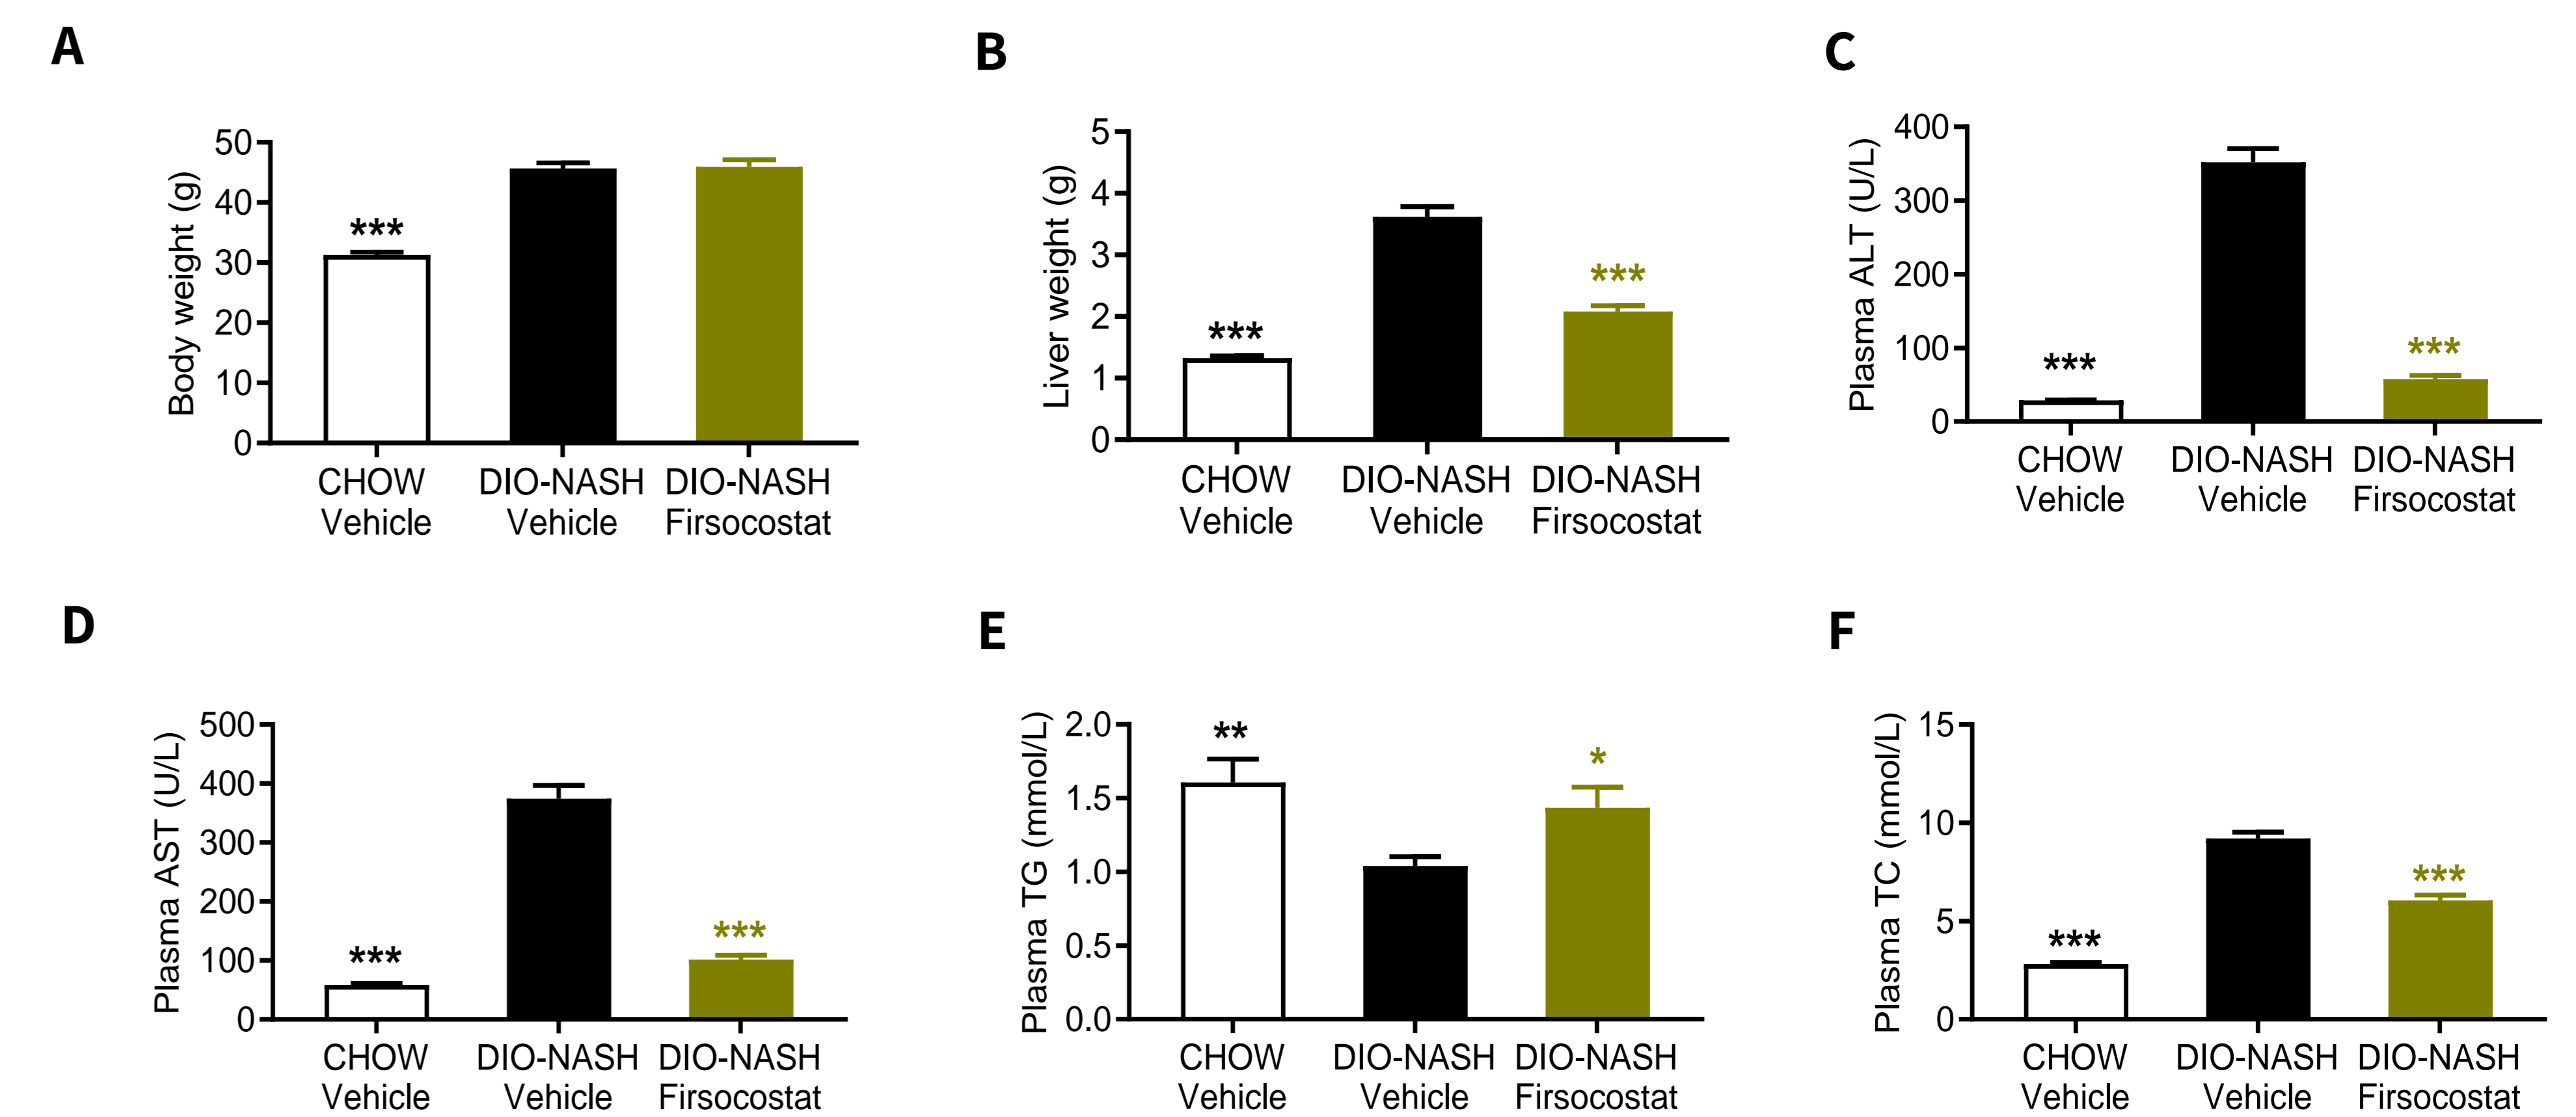 A
Body weight (g)
50
40
30
20
10
0
***
CHOW
Vehicle
DIO-NASH
Vehicle
DIO-NASH
Firsocostat
B
Liver weight (g)
5
4
3
2
1
0
***
***
CHOW
Vehicle
DIO-NASH
Vehicle
DIO-NASH
Firsocostat
C
Plasma ALT (U/L)
400
300
200
100
0
***
***
CHOW
Vehicle
DIO-NASH
Vehicle
DIO-NASH
Firsocostat
D
Plasma AST (U/L)
500
400
300
200
100
0
***
***
CHOW
Vehicle
DIO-NASH
Vehicle
DIO-NASH
Firsocostat
E
Plasma TG (mmol/L)
2.0
1.5
1.0
0.5
0.0
**
*
CHOW
Vehicle
DIO-NASH
Vehicle
DIO-NASH
Firsocostat
F
Plasma TC (mmol/L)
15
10
5
0
***
***
CHOW
Vehicle
DIO-NASH
Vehicle
DIO-NASH
Firsocostat